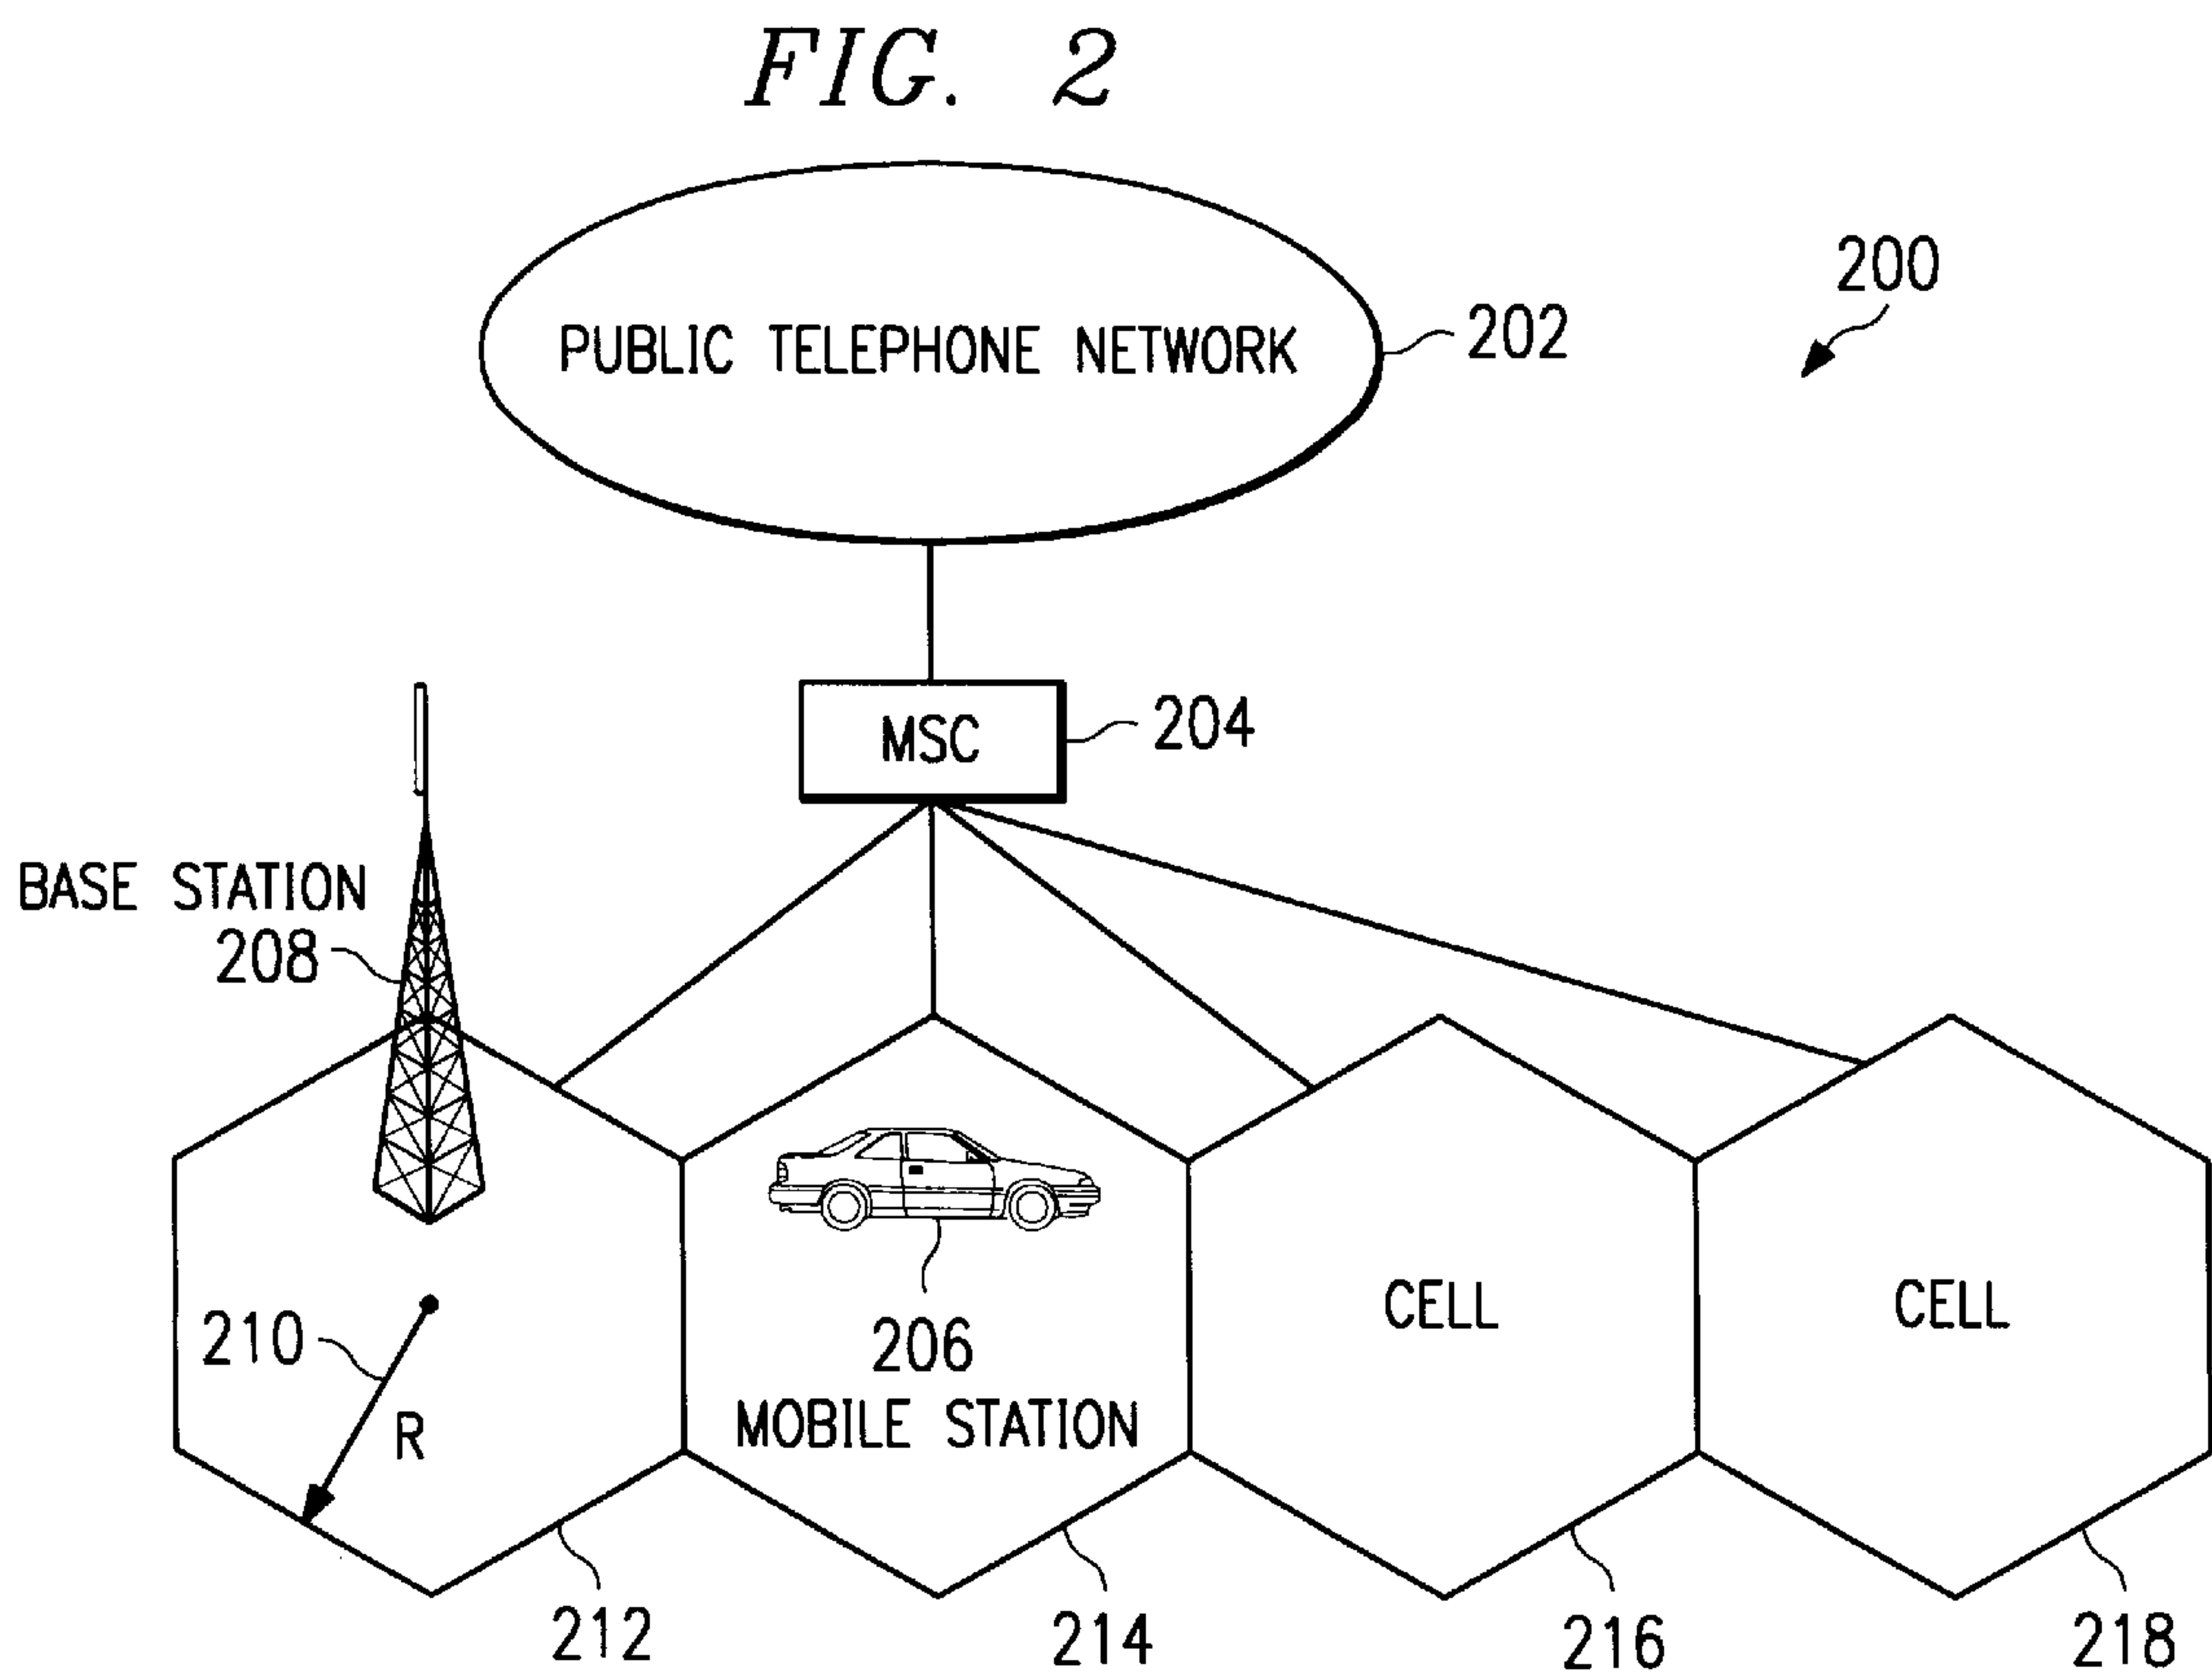 FIG. 2
200
PUBLIC TELEPHONE NETWORK
202
MSC
204
BASE STATION
208
210
R
206
MOBILE STATION
CELL
CELL
212
214
216
218